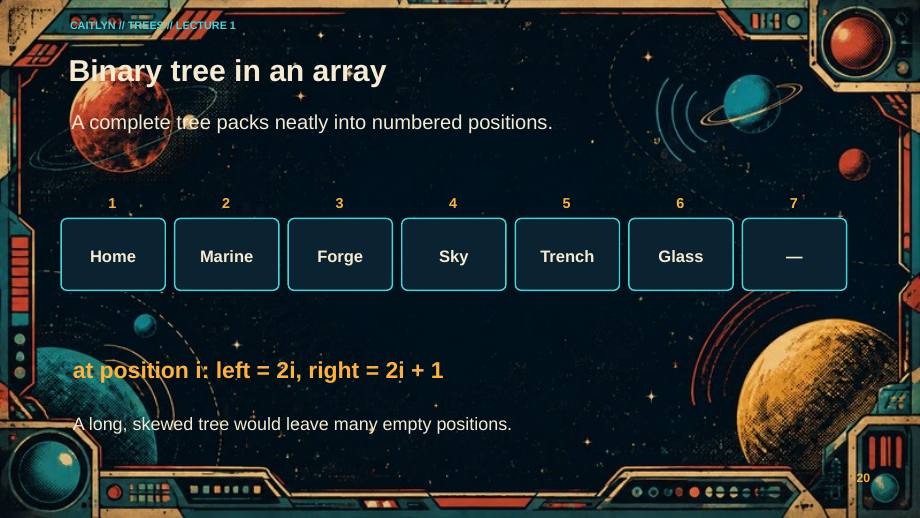 CAITLYN // TREES // LECTURE 1
Binary tree in an array
A complete tree packs neatly into numbered positions.
1 2 3 4 5 6 7
Home Marine Forge Sky Trench Glass —
at position i: left = 2i, right = 2i + 1
A long, skewed tree would leave many empty positions.
20